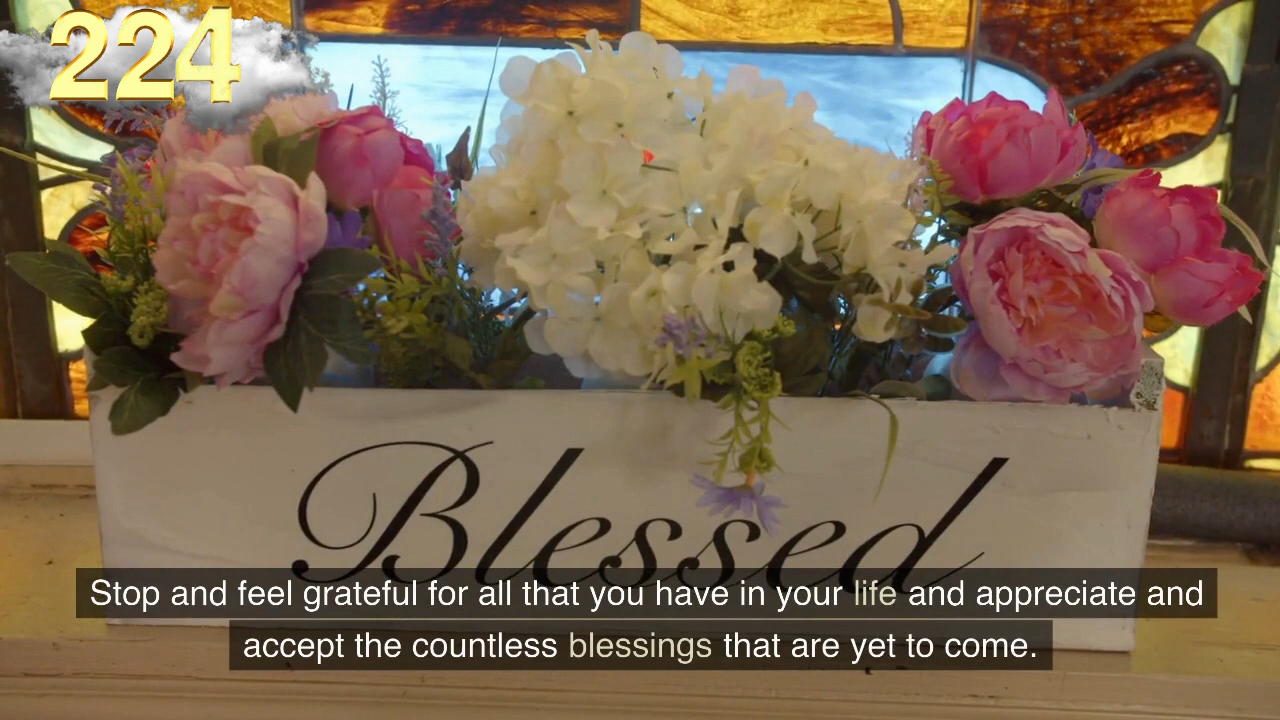 224
Blessed
Stop and feel grateful for all that you have in your life and appreciate and
accept the countless blessings that are yet to come.